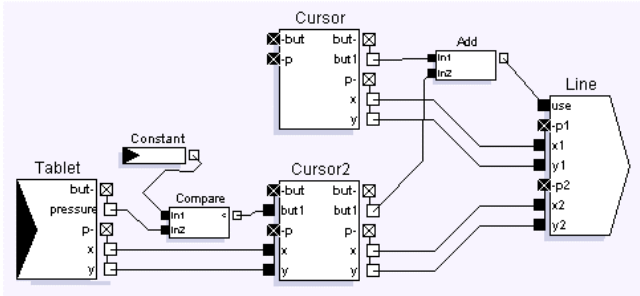 Cursor
-but but-
-p but1
p-
x
y
Add
In1
In2
Line
use
-p1
x1
y1
-p2
x2
y2
Constant
Compare
In1 <
In2
Tablet
but-
pressure
p-
x
y
Cursor2
-but but-
but1 but1
-p p-
x x
y y